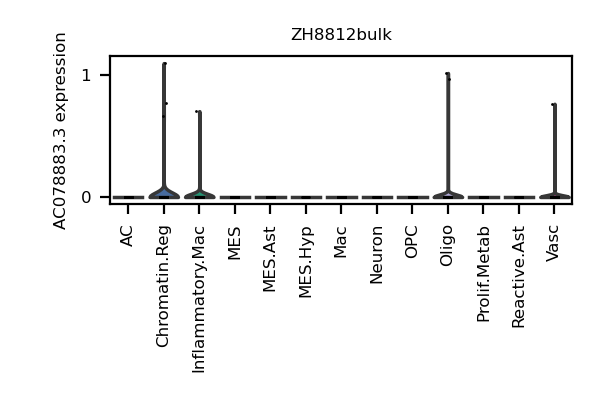 ZH8812bulk
AC078883.3 expression
1
0
AC
Chromatin.Reg
Inflammatory.Mac
MES
MES.Ast
MES.Hyp
Mac
Neuron
OPC
Oligo
Prolif.Metab
Reactive.Ast
Vasc